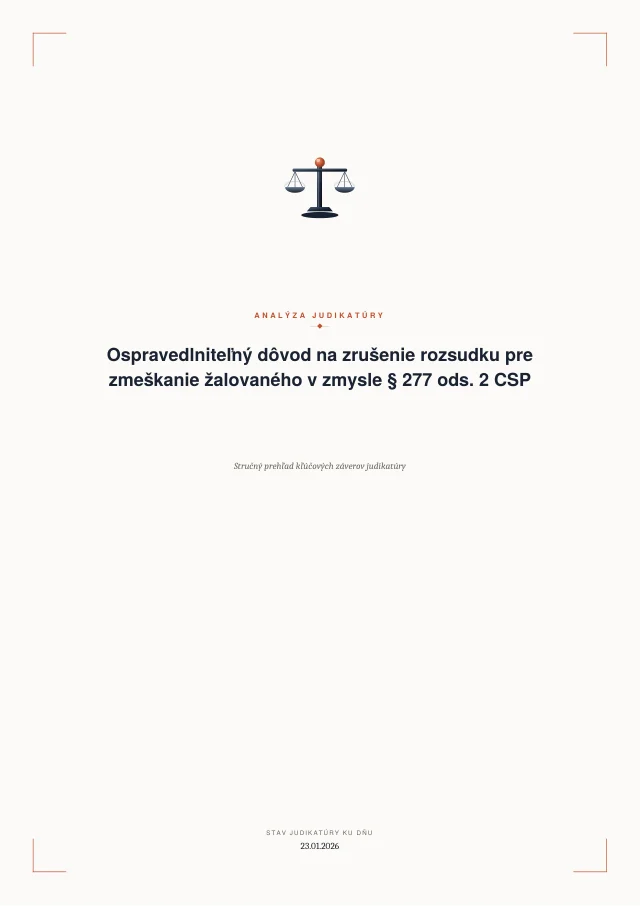 ANALÝZA JUDIKATÚRY
Ospravedlniteľný dôvod na zrušenie rozsudku pre
zmeškanie žalovaného v zmysle § 277 ods. 2 CSP
Stručný prehľad kľúčových záverov judikatúry
STAV JUDIKATÚRY KU DŇU
23.01.2026